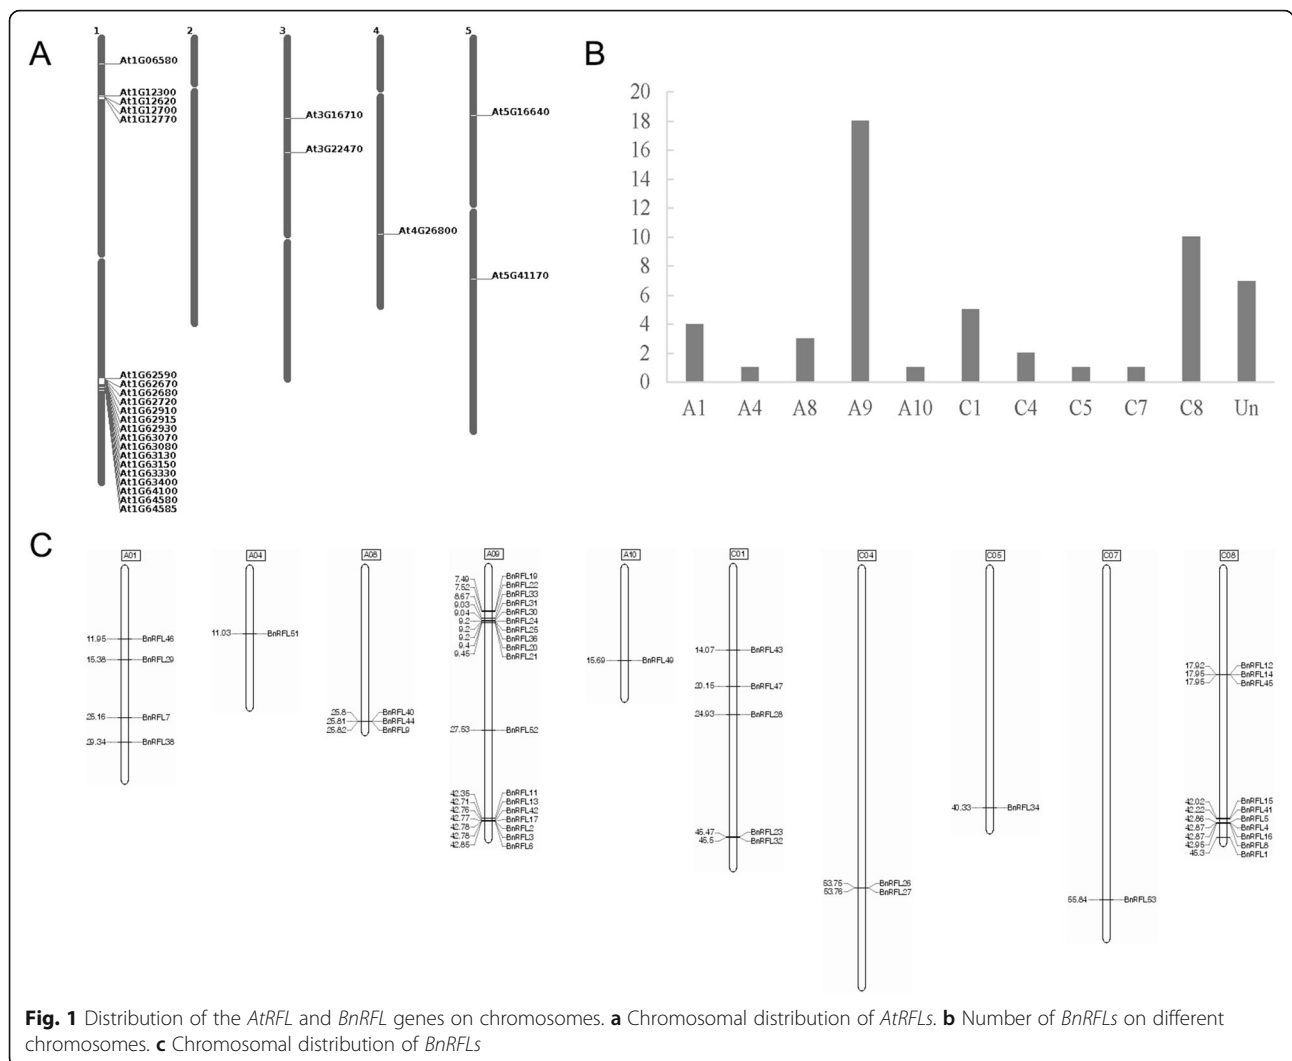 A
1
2
3
4
5
At1G06580
At1G12300
At1G12620
At1G12700
At1G12770
At3G16710
At3G22470
At4G26800
At5G16640
At5G41170
At1G62590
At1G62670
At1G62680
At1G62720
At1G62910
At1G62915
At1G62930
At1G63070
At1G63080
At1G63130
At1G63150
At1G63330
At1G63400
At1G64100
At1G64580
At1G64585
B
20
18
16
14
12
10
8
6
4
2
0
A1 A4 A8 A9 A10 C1 C4 C5 C7 C8 Un
C
A01
11.95 BnRFL46
15.38 BnRFL29
25.16 BnRFL7
29.34 BnRFL38
A04
11.03 BnRFL51
A08
25.8 BnRFL40
25.81 BnRFL44
25.82 BnRFL9
A09
7.49 BnRFL19
7.52 BnRFL22
8.67 BnRFL33
9.03 BnRFL31
9.04 BnRFL30
9.2 BnRFL24
9.2 BnRFL25
9.2 BnRFL36
9.4 BnRFL20
9.45 BnRFL21
27.53 BnRFL52
42.35 BnRFL11
42.71 BnRFL13
42.76 BnRFL42
42.77 BnRFL17
42.78 BnRFL2
42.78 BnRFL3
42.85 BnRFL6
A10
15.69 BnRFL49
C01
14.07 BnRFL43
20.15 BnRFL47
24.93 BnRFL28
45.47 BnRFL23
45.5 BnRFL32
C04
53.75 BnRFL26
53.76 BnRFL27
C05
40.33 BnRFL34
C07
55.84 BnRFL53
C08
17.92 BnRFL12
17.95 BnRFL14
17.95 BnRFL45
42.02 BnRFL15
42.22 BnRFL41
42.86 BnRFL5
42.87 BnRFL4
42.87 BnRFL16
42.95 BnRFL8
45.3 BnRFL1
Fig. 1 Distribution of the AtRFL and BnRFL genes on chromosomes. a Chromosomal distribution of AtRFLs. b Number of BnRFLs on different
chromosomes. c Chromosomal distribution of BnRFLs